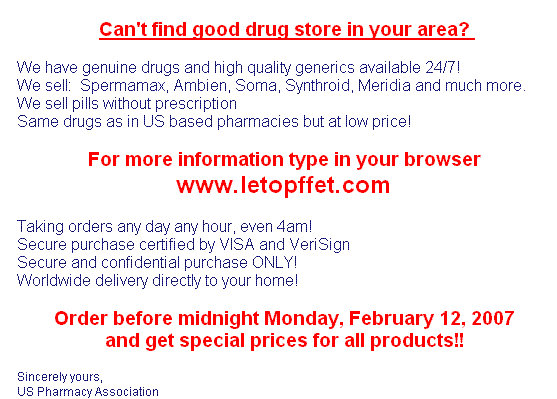 Can't find good drug store in your area?
We have genuine drugs and high quality generics available 24/7!
We sell: Spermamax, Ambien, Soma, Synthroid, Meridia and much more.
We sell pills without prescription
Same drugs as in US based pharmacies but at low price!
For more information type in your browser
www.letopffet.com
Taking orders any day any hour, even 4am!
Secure purchase certified by VISA and VeriSign
Secure and confidential purchase ONLY!
Worldwide delivery directly to your home!
Order before midnight Monday, February 12, 2007
and get special prices for all products!!
Sincerely yours,
US Pharmacy Association